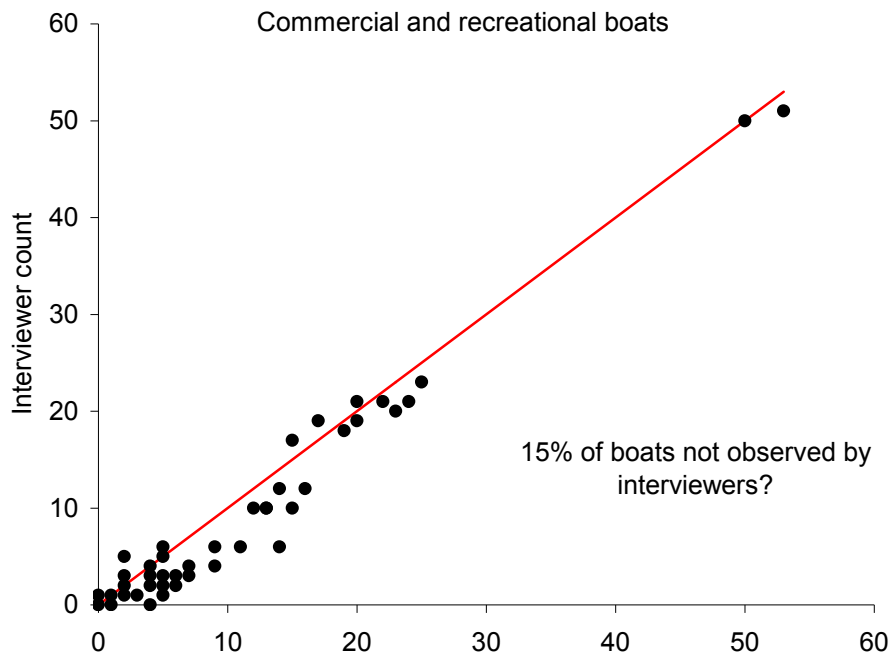 Commercial and recreational boats
Interviewer count
60
50
40
30
20
10
0
15% of boats not observed by
interviewers?
0 10 20 30 40 50 60